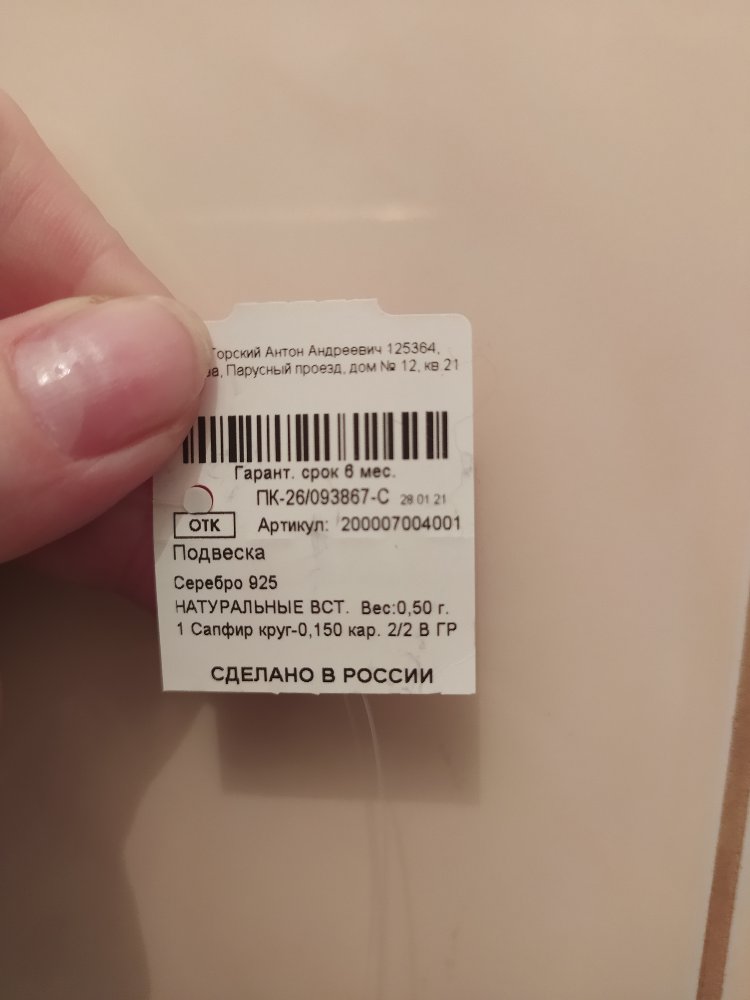 Горский Антон Андреевич 125364,
Парусный проезд, дом № 12, кв 21
Гарант. срок 6 мес.
ПК-26/093867-С 28.01.21
ОТК Артикул: 200007004001
Подвеска
Серебро 925
НАТУРАЛЬНЫЕ ВСТ. Вес:0,50 г.
1 Сапфир круг-0,150 кар. 2/2 В ГР
СДЕЛАНО В РОССИИ